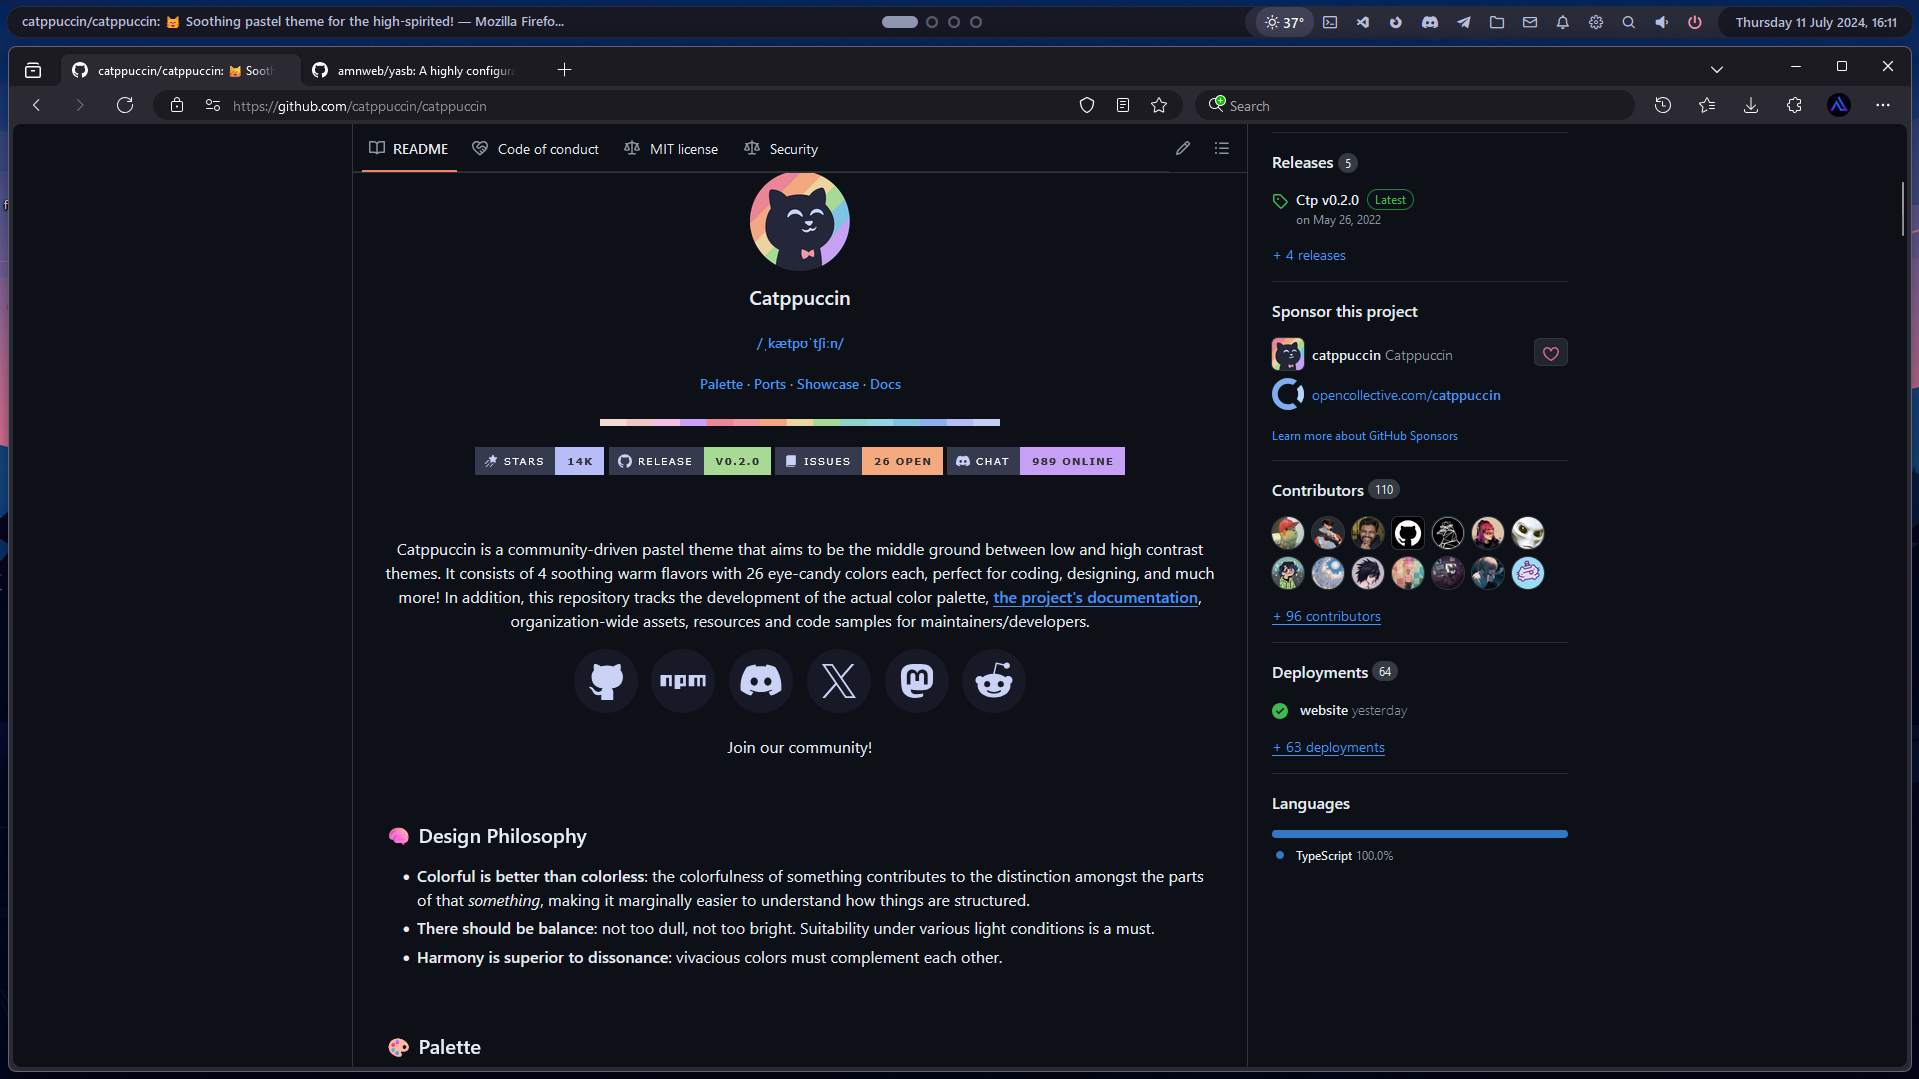 catppuccin/catppuccin: 😸 Soothing pastel theme for the high-spirited! — Mozilla Firefo...
37°
Thursday 11 July 2024, 16:11
catppuccin/catppuccin: 😸 Sooth
amnweb/yasb: A highly configura
https://github.com/catppuccin/catppuccin
Search
README
Code of conduct
MIT license
Security
Catppuccin
/ˌkætpʊˈtʃiːn/
Palette · Ports · Showcase · Docs
STARS 14K
RELEASE V0.2.0
ISSUES 26 OPEN
CHAT 989 ONLINE
Catppuccin is a community-driven pastel theme that aims to be the middle ground between low and high contrast
themes. It consists of 4 soothing warm flavors with 26 eye-candy colors each, perfect for coding, designing, and much
more! In addition, this repository tracks the development of the actual color palette, the project's documentation,
organization-wide assets, resources and code samples for maintainers/developers.
npm
Join our community!
🧠 Design Philosophy
• Colorful is better than colorless: the colorfulness of something contributes to the distinction amongst the parts
of that something, making it marginally easier to understand how things are structured.
• There should be balance: not too dull, not too bright. Suitability under various light conditions is a must.
• Harmony is superior to dissonance: vivacious colors must complement each other.
🎨 Palette
Releases 5
Ctp v0.2.0 Latest
on May 26, 2022
+ 4 releases
Sponsor this project
catppuccin Catppuccin
opencollective.com/catppuccin
Learn more about GitHub Sponsors
Contributors 110
+ 96 contributors
Deployments 64
website yesterday
+ 63 deployments
Languages
TypeScript 100.0%